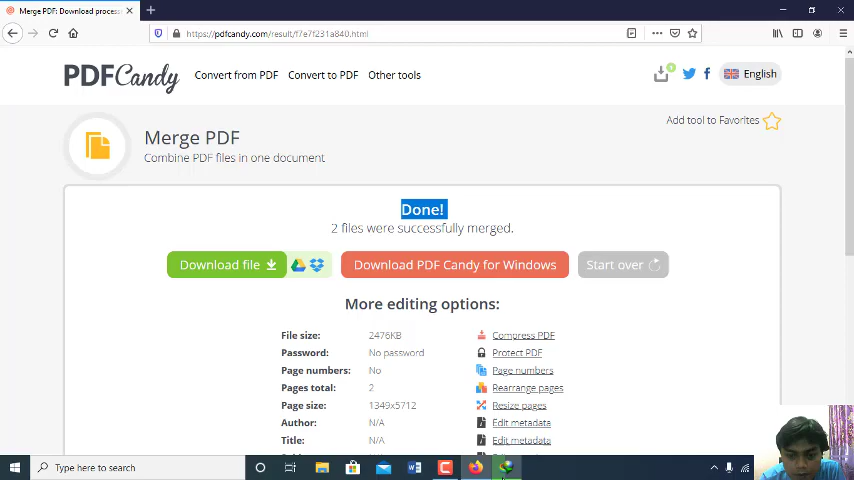 Merge PDF: Download process
https://pdfcandy.com/result/f7e7f231a840.html
PDFCandy
Convert from PDF
Convert to PDF
Other tools
English
Add tool to Favorites
Merge PDF
Combine PDF files in one document
Done!
2 files were successfully merged.
Download file
Download PDF Candy for Windows
Start over
More editing options:
File size: 2476KB
Compress PDF
Password: No password
Protect PDF
Page numbers: No
Page numbers
Pages total: 2
Rearrange pages
Page size: 1349x5712
Resize pages
Author: N/A
Edit metadata
Title: N/A
Edit metadata
Type here to search